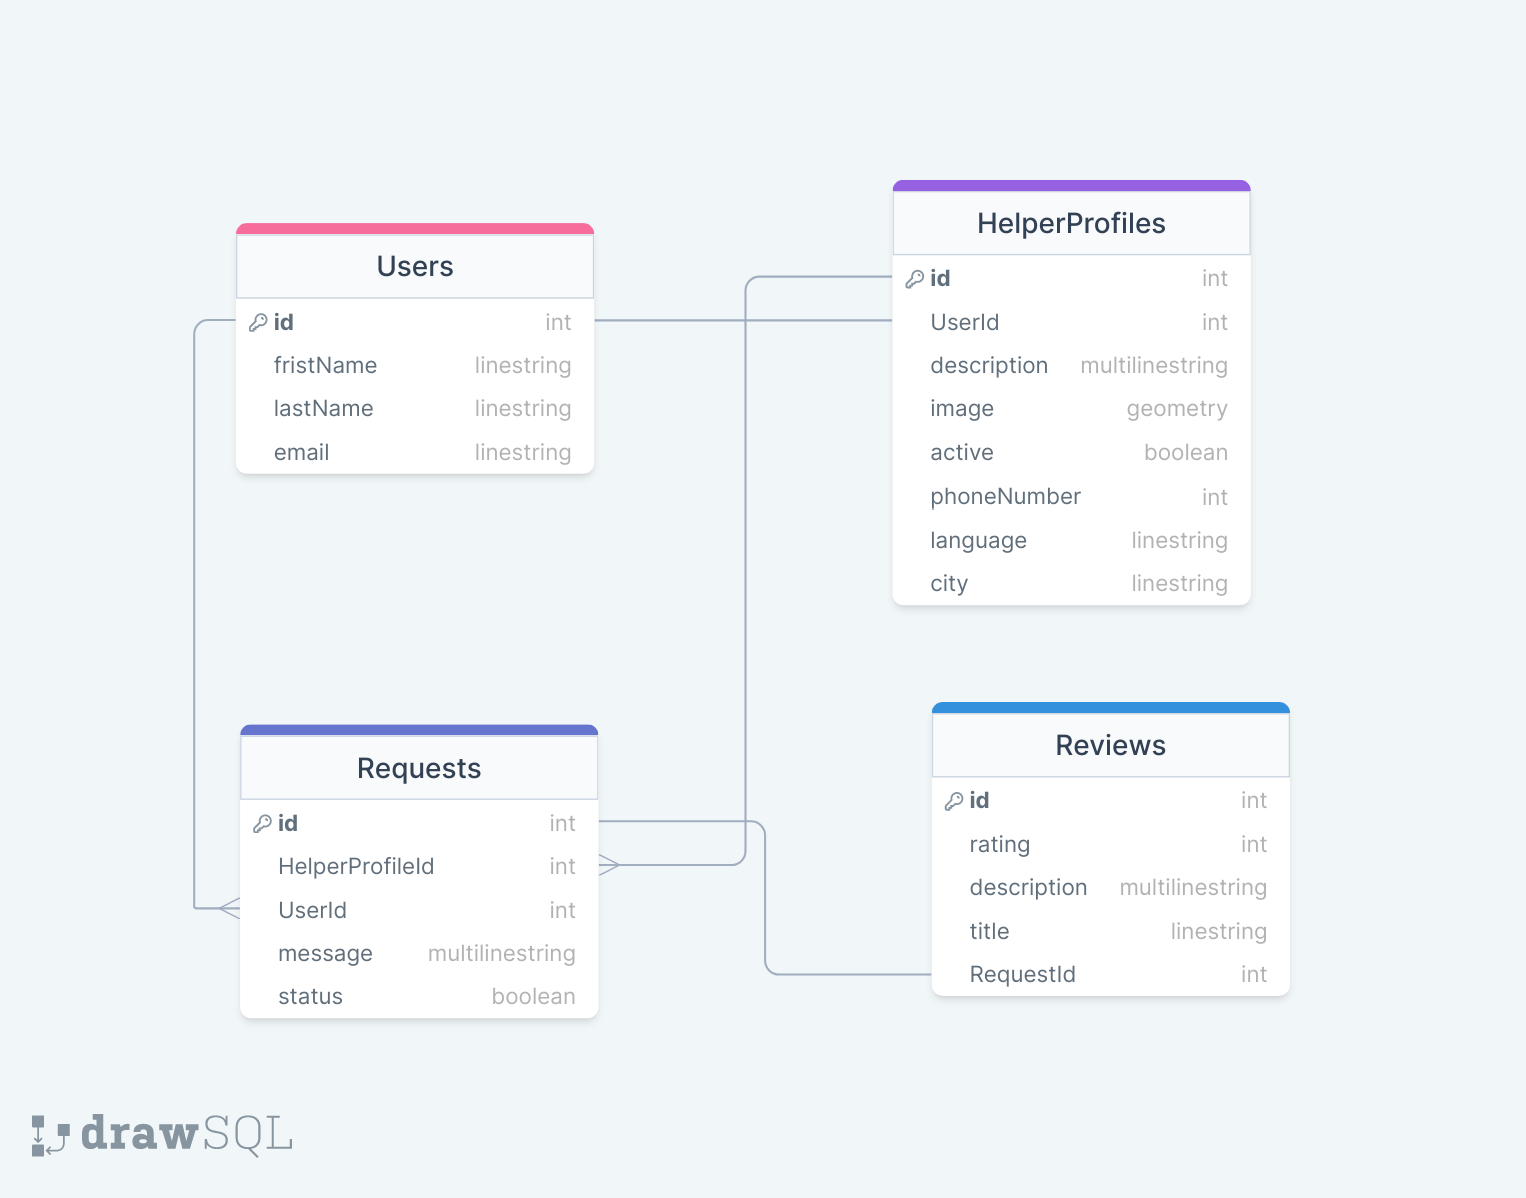 Users
id int
fristName linestring
lastName linestring
email linestring
HelperProfiles
id int
UserId int
description multilinestring
image geometry
active boolean
phoneNumber int
language linestring
city linestring
Requests
id int
HelperProfileId int
UserId int
message multilinestring
status boolean
Reviews
id int
rating int
description multilinestring
title linestring
RequestId int
drawSQL